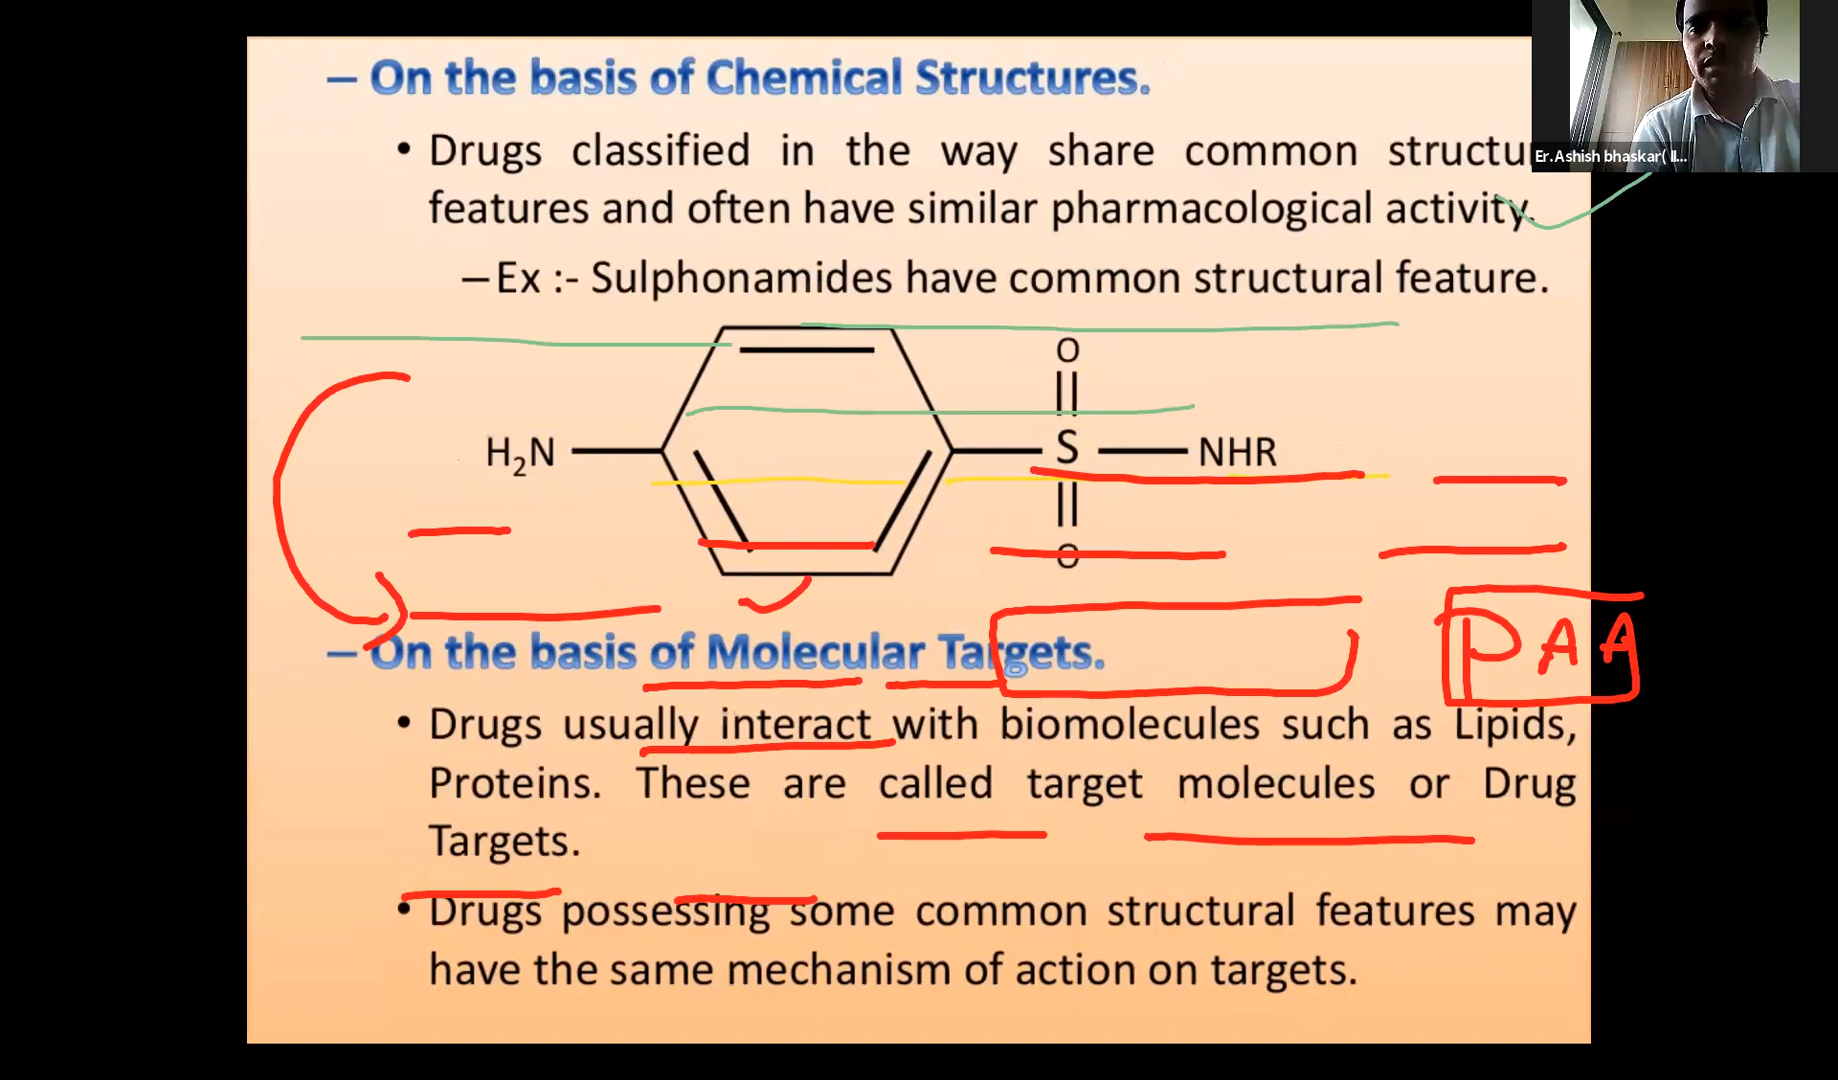 – On the basis of Chemical Structures.
• Drugs classified in the way share common structu
features and often have similar pharmacological activity.
– Ex :- Sulphonamides have common structural feature.
O
H₂N
S
NHR
O
– On the basis of Molecular Targets.
PAA
• Drugs usually interact with biomolecules such as Lipids,
Proteins. These are called target molecules or Drug
Targets.
• Drugs possessing some common structural features may
have the same mechanism of action on targets.
Er.Ashish bhaskar( II...